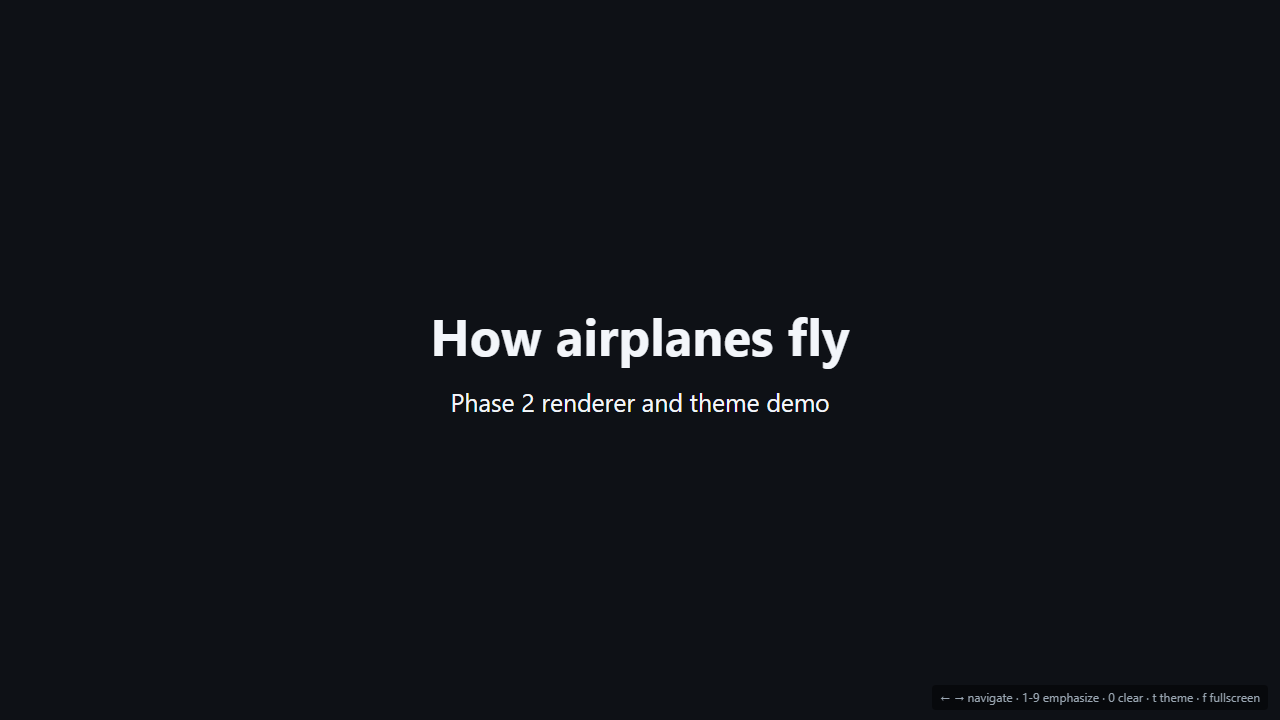 How airplanes fly
Phase 2 renderer and theme demo
← → navigate · 1-9 emphasize · 0 clear · t theme · f fullscreen